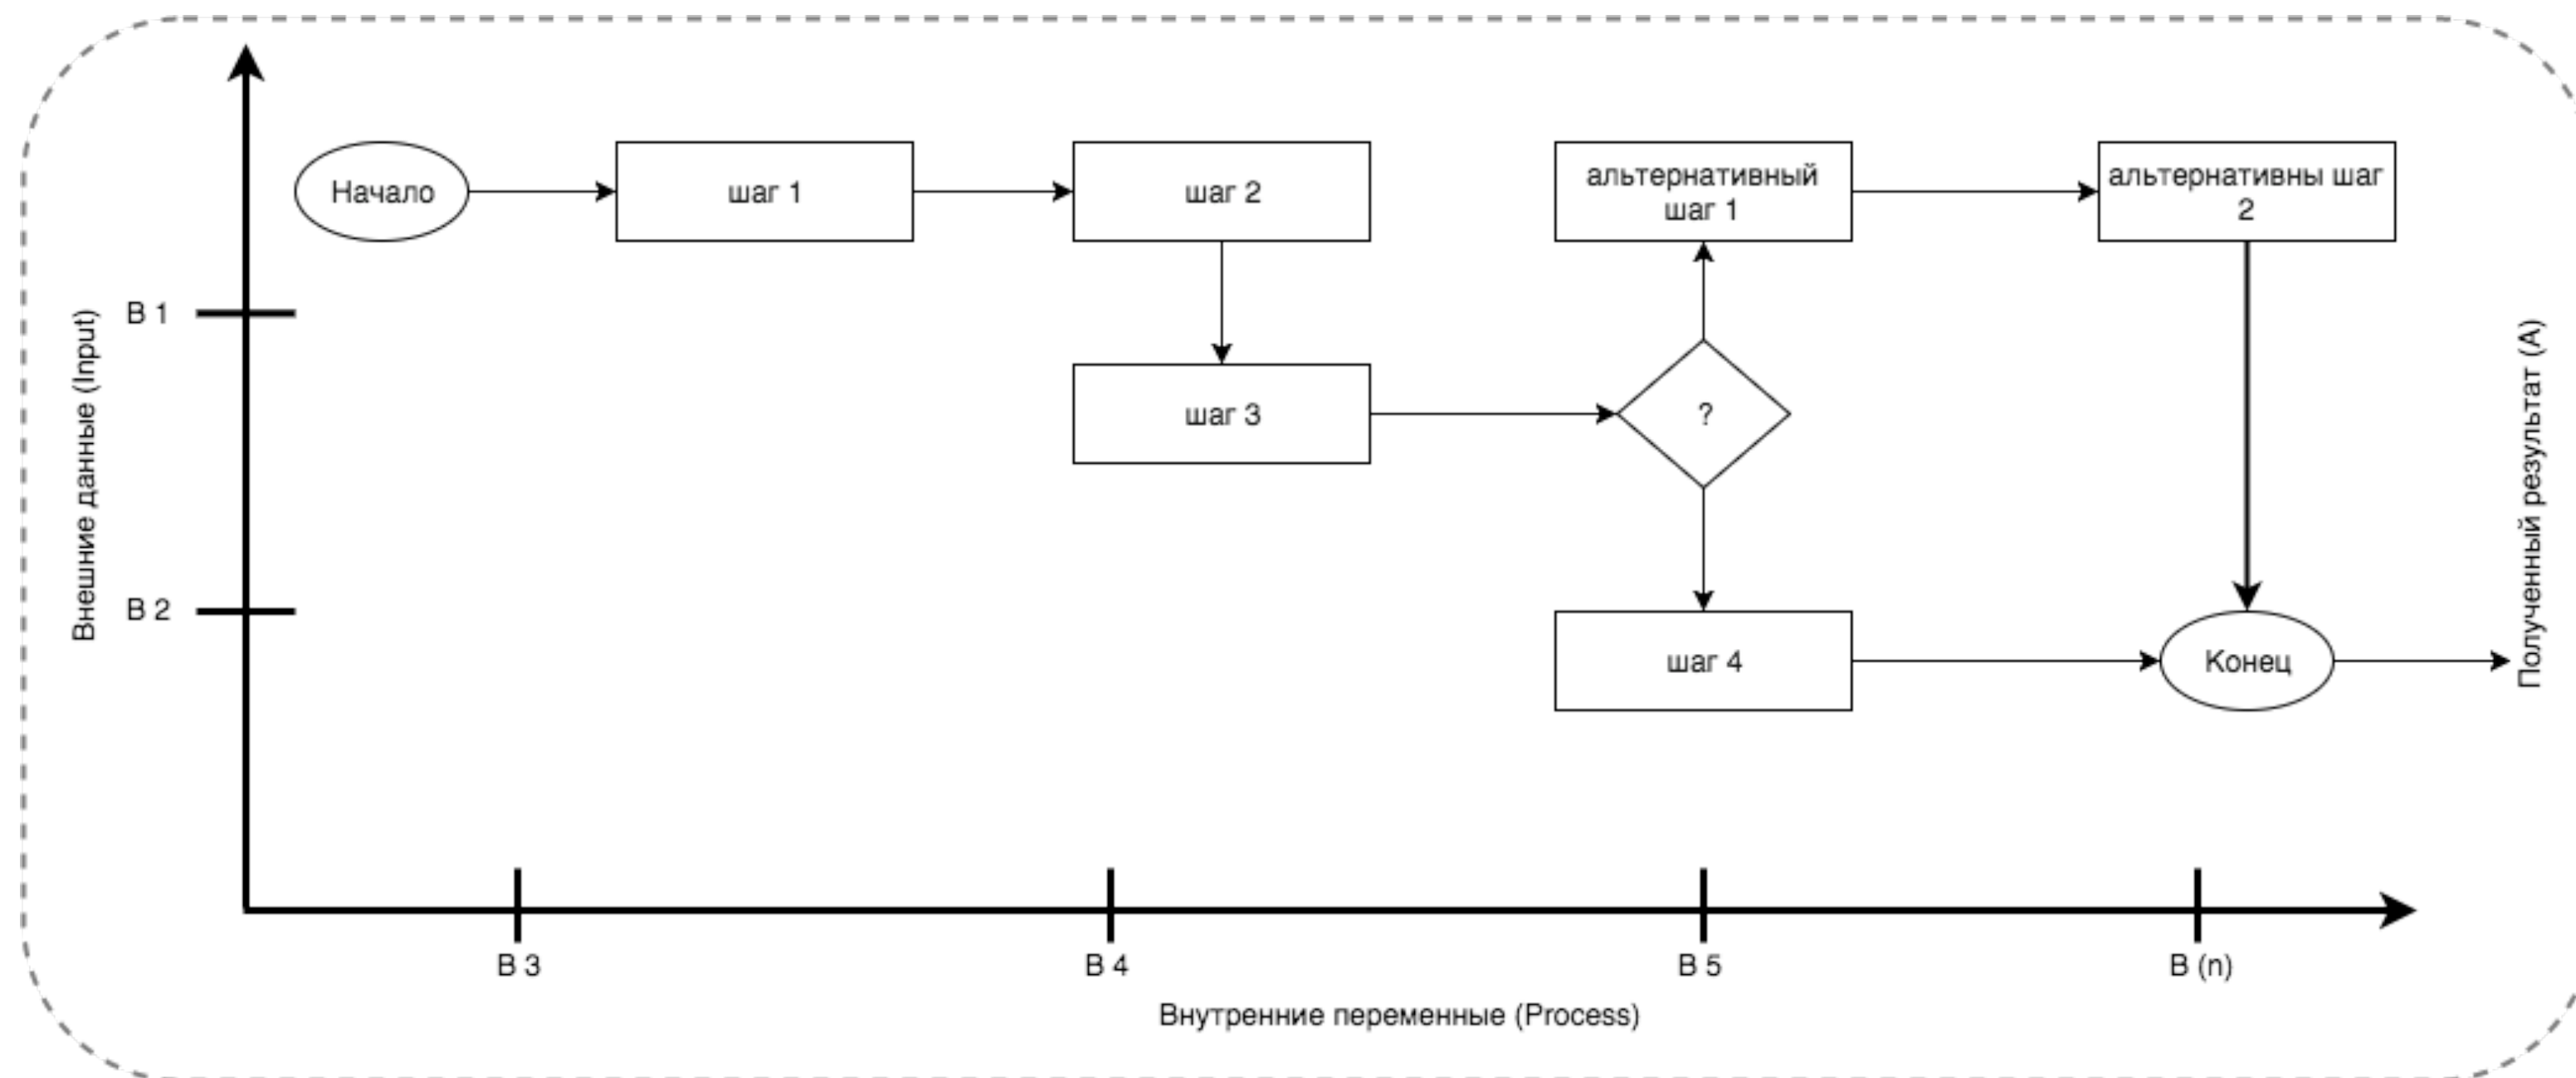 Начало
шаг 1
шаг 2
альтернативный
шаг 1
альтернативны шаг
2
В 1
Внешние данные (Input)
шаг 3
?
Полученный результат (А)
В 2
шаг 4
Конец
В 3
В 4
В 5
В (n)
Внутренние переменные (Process)